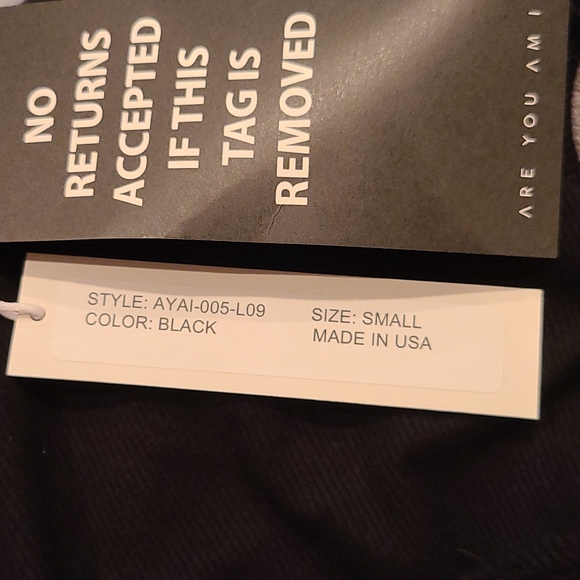 NO
RETURNS
ACCEPTED
IF THIS
TAG IS
REMOVED
ARE YOU AM I
STYLE: AYAI-005-L09
COLOR: BLACK
SIZE: SMALL
MADE IN USA